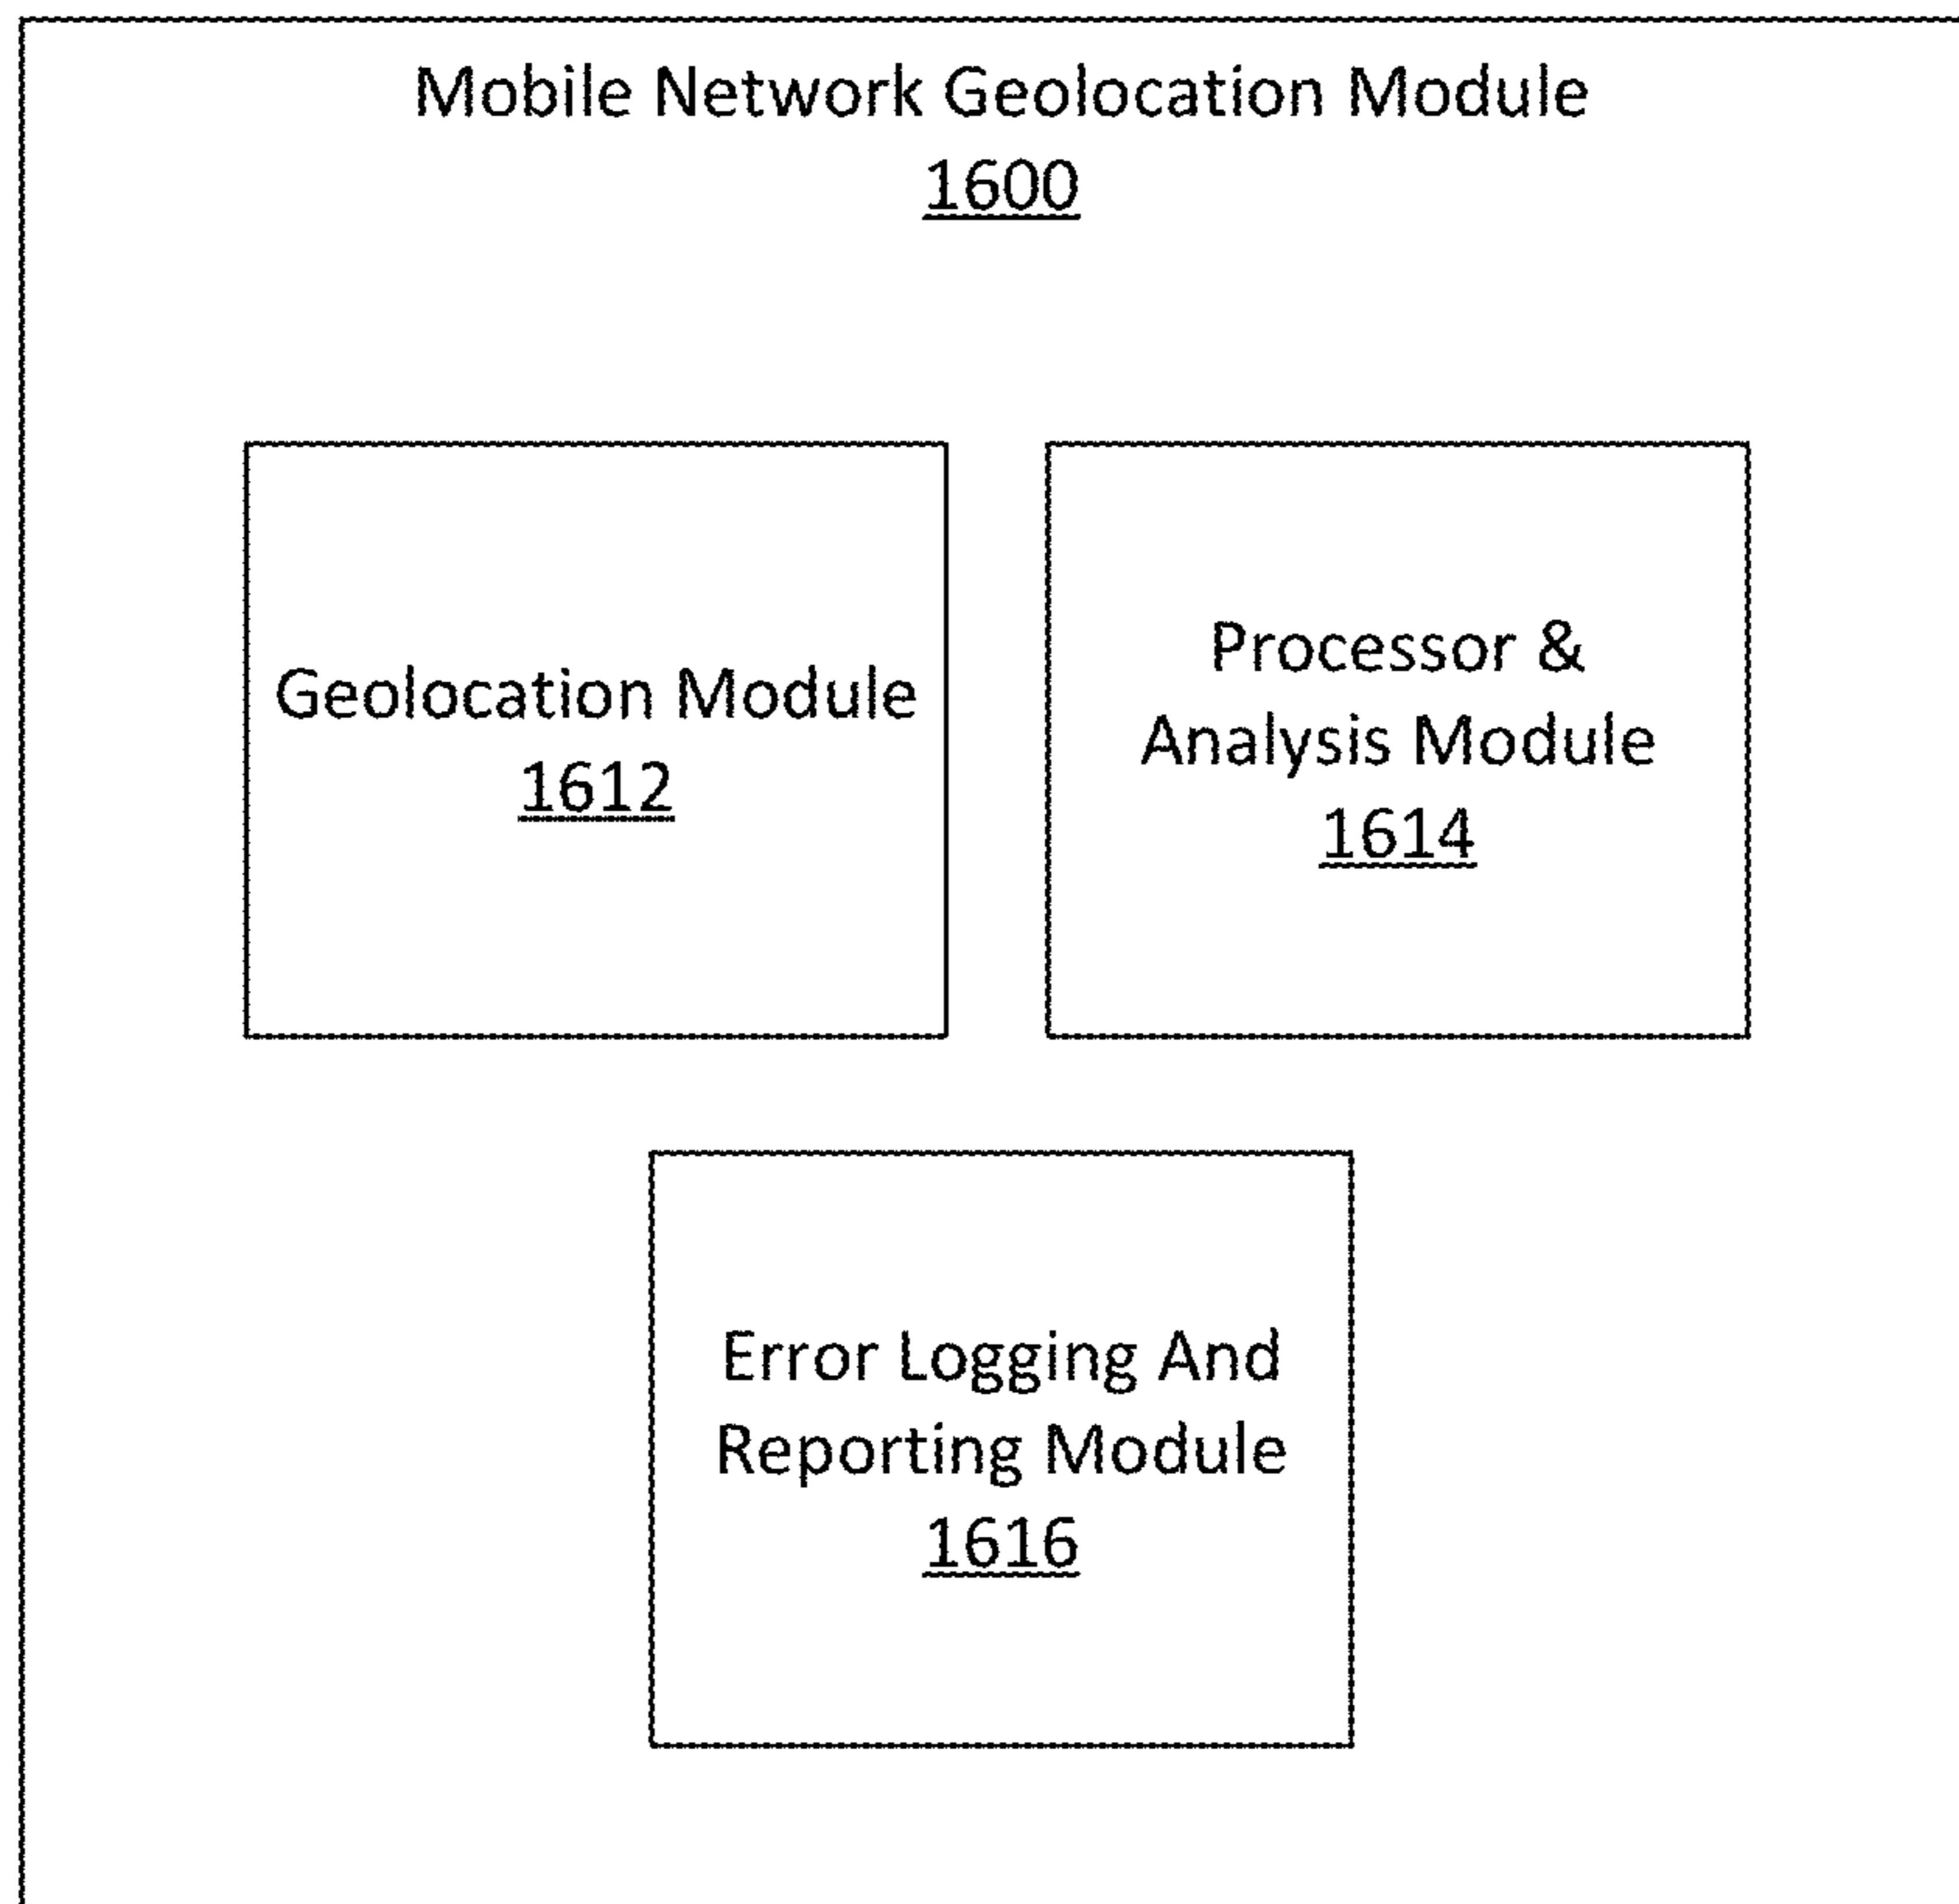 Mobile Network Geolocation Module
1600
Geolocation Module
1612
Processor &
Analysis Module
1614
Error Logging And
Reporting Module
1616